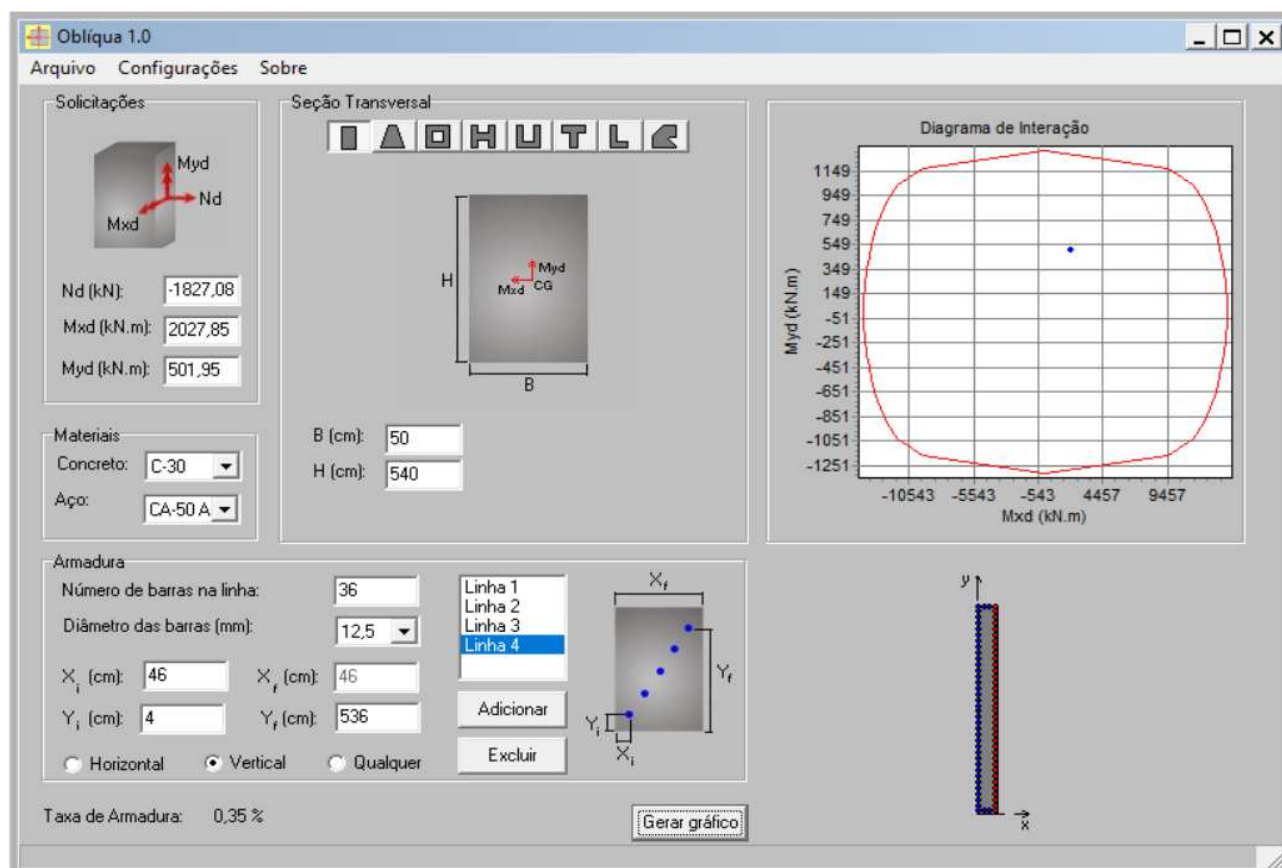 Oblíqua 1.0
Arquivo Configurações Sobre
Solicitações
Myd
Nd
Mxd
Nd (kN): -1827,08
Mxd (kN.m): 2027,85
Myd (kN.m): 501,95
Materiais
Concreto: C-30
Aço: CA-50 A
Seção Transversal
H
Myd
Mxd CG
B
B (cm): 50
H (cm): 540
Diagrama de Interação
Myd (kN.m)
1149
949
749
549
349
149
-51
-251
-451
-651
-851
-1051
-1251
-10543 -5543 -543 4457 9457
Mxd (kN.m)
Armadura
Número de barras na linha: 36
Diâmetro das barras (mm): 12,5
Xi (cm): 46 Xf (cm): 46
Yi (cm): 4 Yf (cm): 536
Horizontal Vertical Qualquer
Linha 1
Linha 2
Linha 3
Linha 4
Adicionar
Excluir
Xf
Yf
Yi
Xi
y
x
Taxa de Armadura: 0,35 %
Gerar gráfico